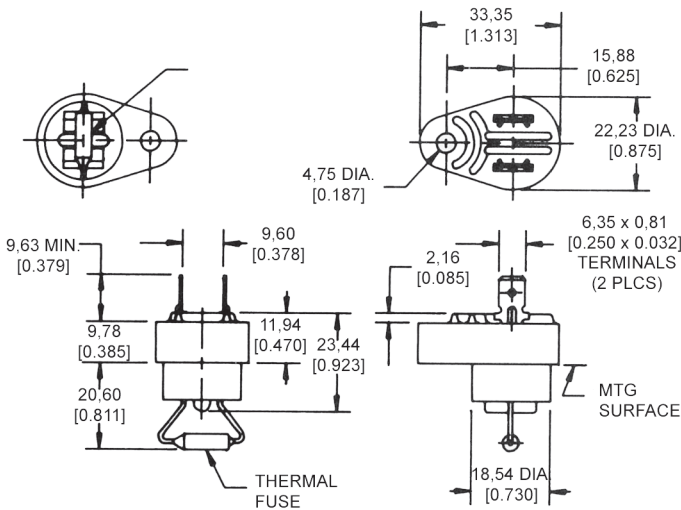 33,35
[1.313]
15,88
[0.625]
22,23 DIA.
[0.875]
4,75 DIA.
[0.187]
9,63 MIN.
[0.379]
9,60
[0.378]
6,35 x 0,81
[0.250 x 0.032]
TERMINALS
(2 PLCS)
2,16
[0.085]
9,78
[0.385]
11,94
[0.470]
23,44
[0.923]
20,60
[0.811]
MTG
SURFACE
THERMAL
FUSE
18,54 DIA.
[0.730]